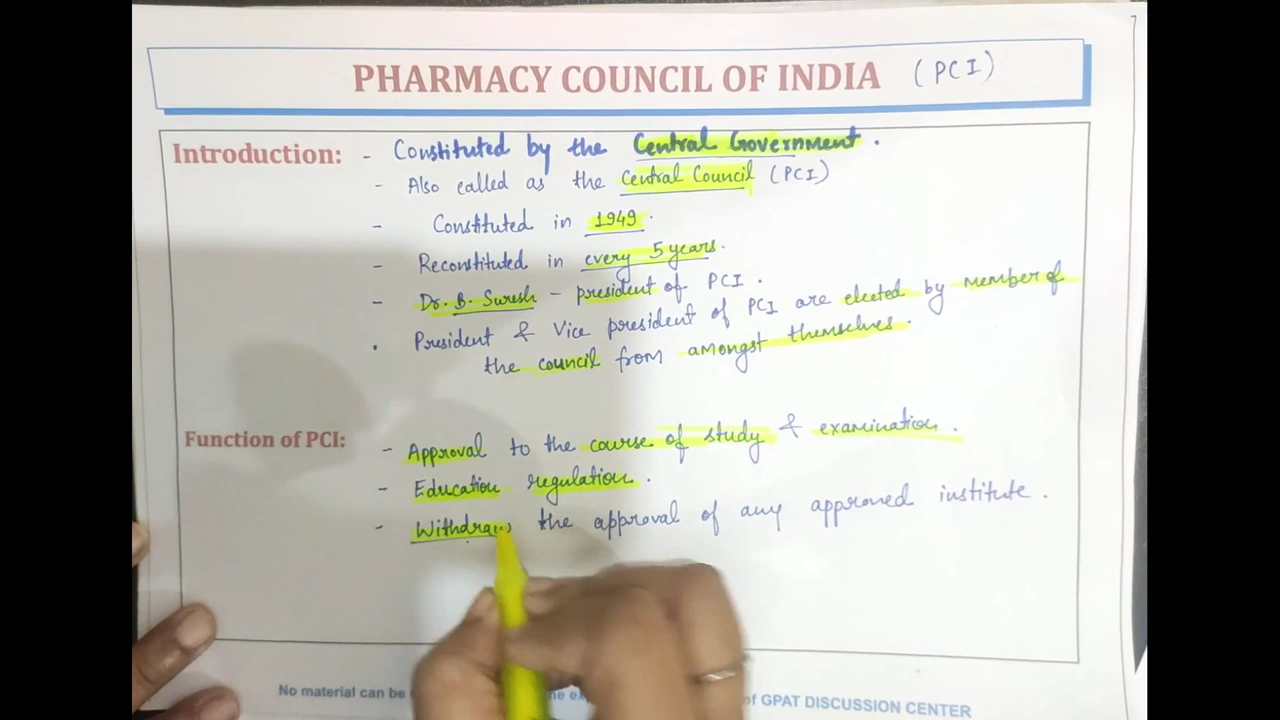 PHARMACY COUNCIL OF INDIA (PCI)
Introduction: - Constituted by the Central Government.
- Also called as the Central Council (PCI)
- Constituted in 1949.
- Reconstituted in every 5 years.
- Dr. B. Suresh - president of PCI.
. President & Vice president of PCI are elected by member of
the council from amongst themselves.
Function of PCI: - Approval to the course of study & examination.
- Education regulation.
- Withdraws the approval of any approved institute.
No material can be of GPAT DISCUSSION CENTER